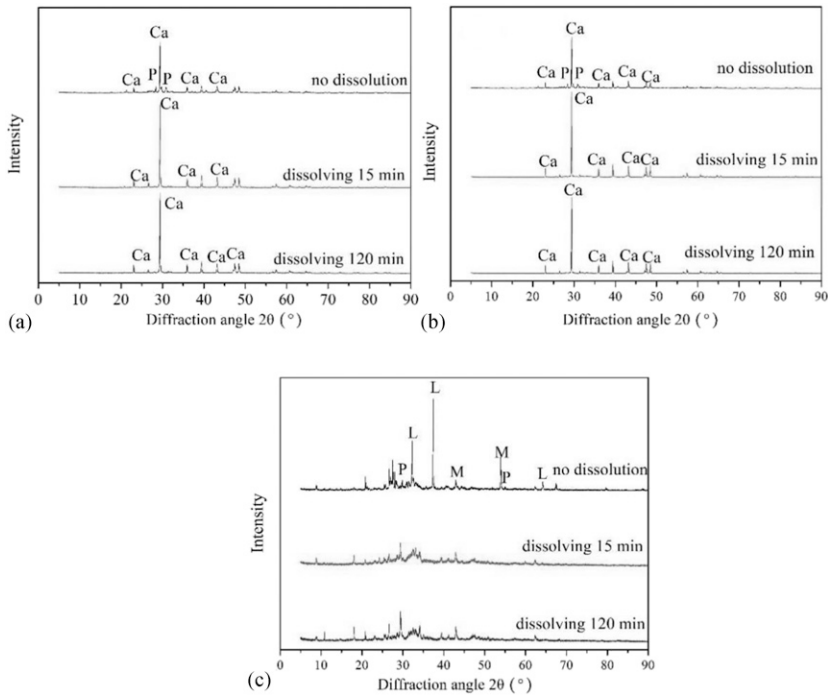 Ca
Ca P P Ca Ca
no dissolution
Ca
Ca Ca Ca
dissolving 15 min
Ca
Ca Ca Ca Ca
dissolving 120 min
Intensity
0 10 20 30 40 50 60 70 80 90
Diffraction angle 2θ (°)
(a)
Ca
Ca P P Ca Ca Ca
no dissolution
Ca
Ca Ca Ca Ca
dissolving 15 min
Ca
Ca Ca Ca Ca
dissolving 120 min
Intensity
0 10 20 30 40 50 60 70 80 90
Diffraction angle 2θ (°)
(b)
L
L
P M M P L
no dissolution
dissolving 15 min
dissolving 120 min
Intensity
0 10 20 30 40 50 60 70 80 90
Diffraction angle 2θ (°)
(c)